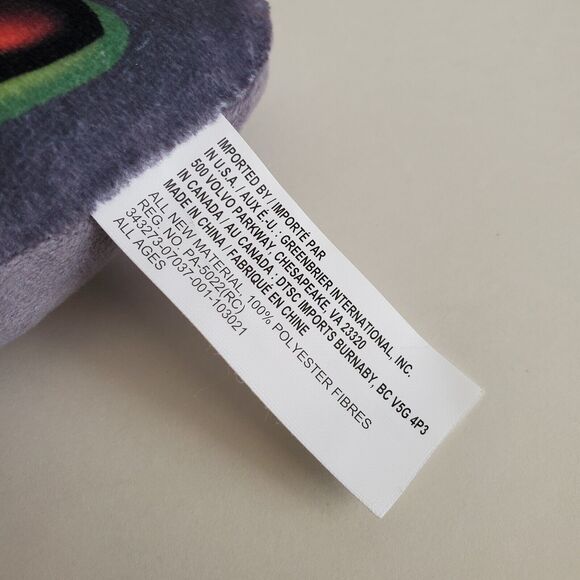 IMPORTED BY / IMPORTÉ PAR
IN U.S.A. / AUX E-U. : GREENBRIER INTERNATIONAL, INC.
500 VOLVO PARKWAY, CHESAPEAKE, VA 23320
IN CANADA / AU CANADA : DTSC IMPORTS BURNABY, BC V5G 4P3
MADE IN CHINA / FABRIQUÉ EN CHINE
ALL NEW MATERIAL, 100% POLYESTER FIBRES
REG. NO. PA-5022(RC)
343273-07037-001-103021
ALL AGES